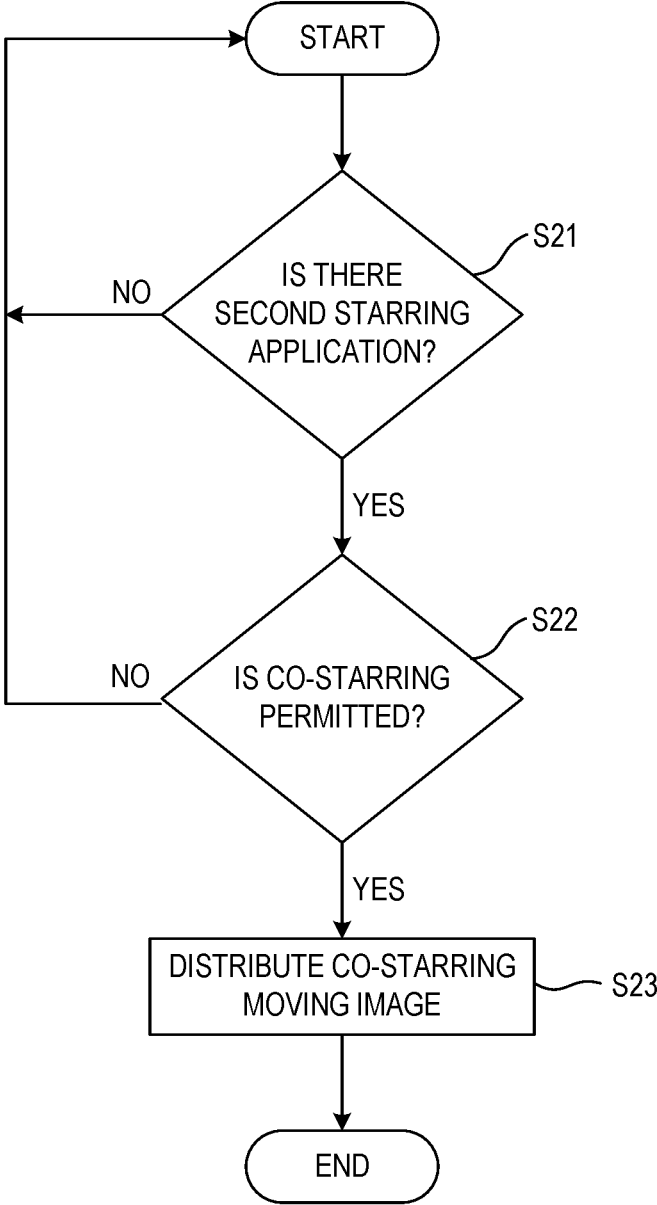 START
S21
IS THERE
SECOND STARRING
APPLICATION?
NO
YES
S22
IS CO-STARRING
PERMITTED?
NO
YES
DISTRIBUTE CO-STARRING
MOVING IMAGE
S23
END